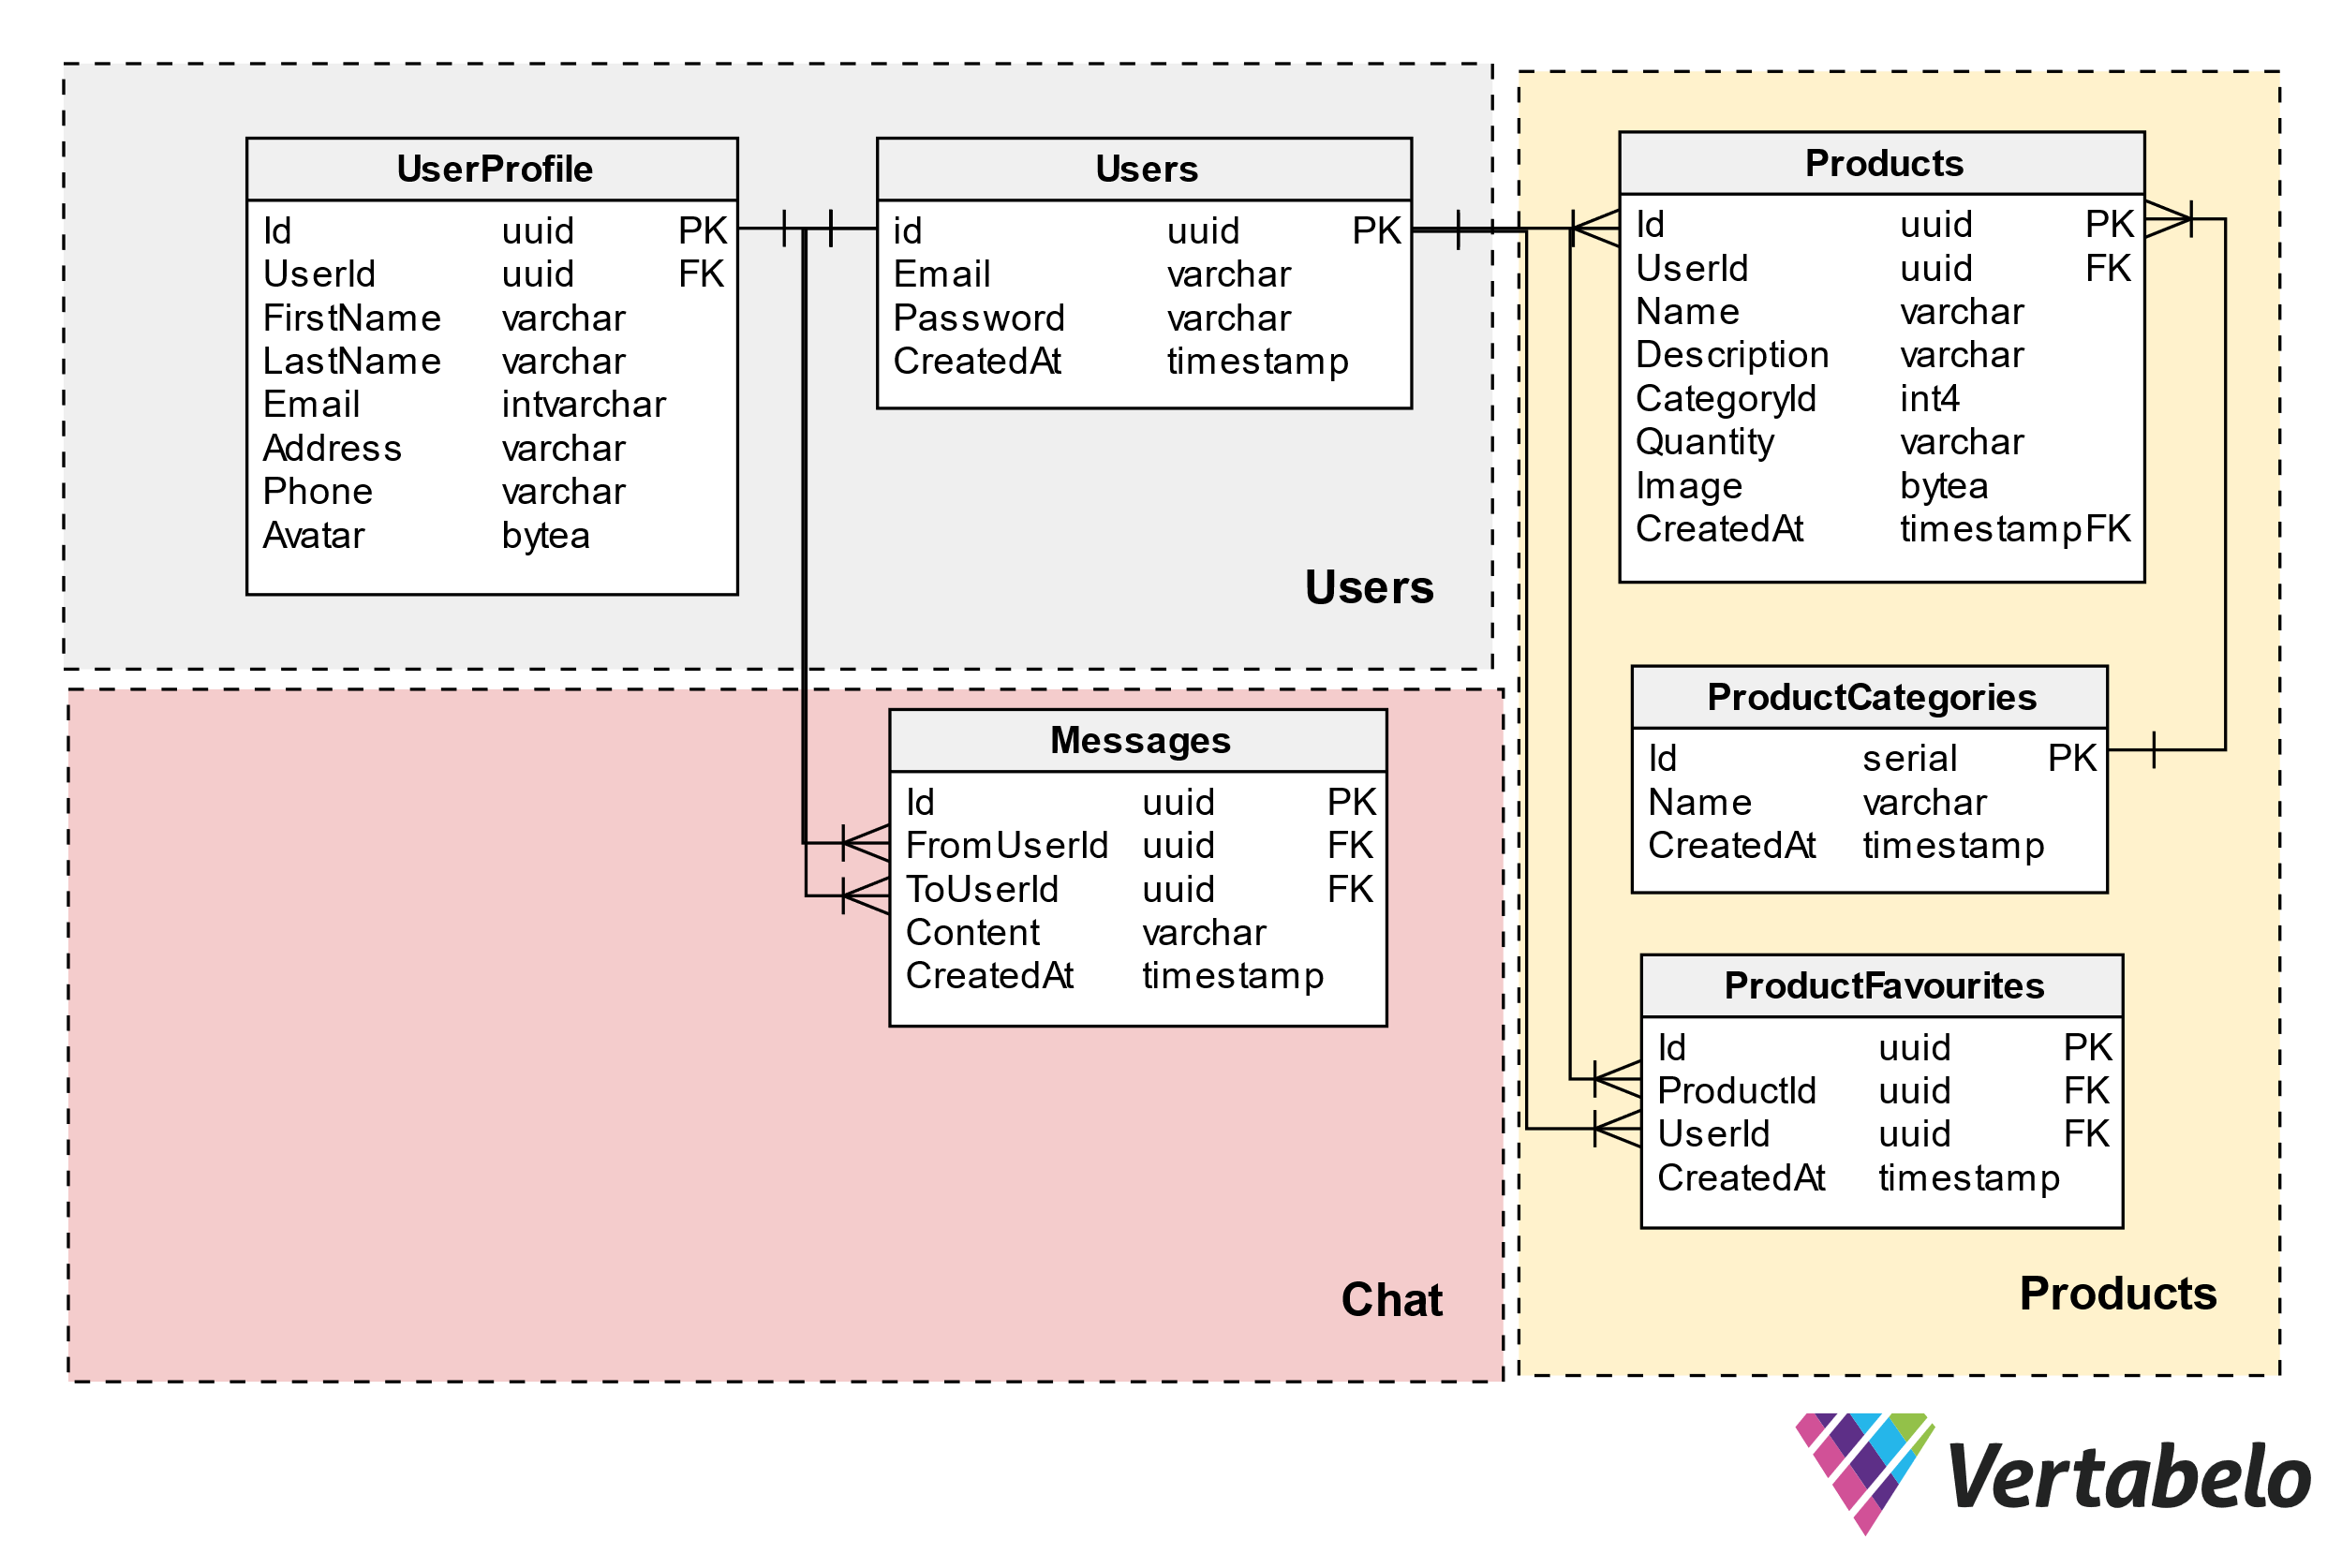 UserProfile
Id uuid PK
UserId uuid FK
FirstName varchar
LastName varchar
Email intvarchar
Address varchar
Phone varchar
Avatar bytea
Users
id uuid PK
Email varchar
Password varchar
CreatedAt timestamp
Users
Products
Id uuid PK
UserId uuid FK
Name varchar
Description varchar
CategoryId int4
Quantity varchar
Image bytea
CreatedAt timestamp FK
ProductCategories
Id serial PK
Name varchar
CreatedAt timestamp
ProductFavourites
Id uuid PK
ProductId uuid FK
UserId uuid FK
CreatedAt timestamp
Products
Messages
Id uuid PK
FromUserId uuid FK
ToUserId uuid FK
Content varchar
CreatedAt timestamp
Chat
Vertabelo